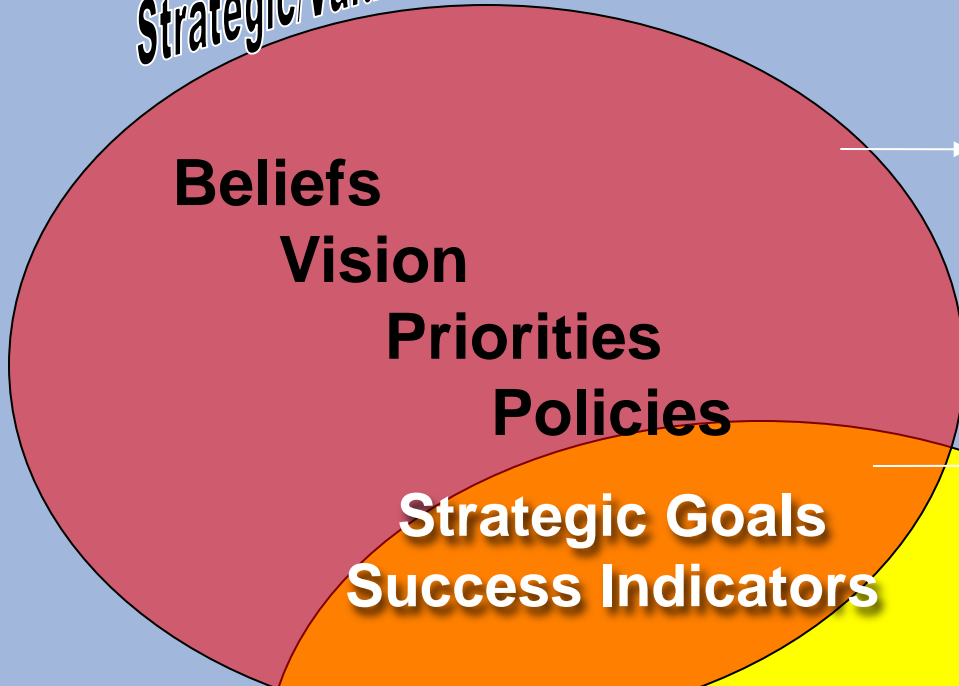 Strategic/
Beliefs
Vision
Priorities
Policies
Strategic Goals
Success Indicators